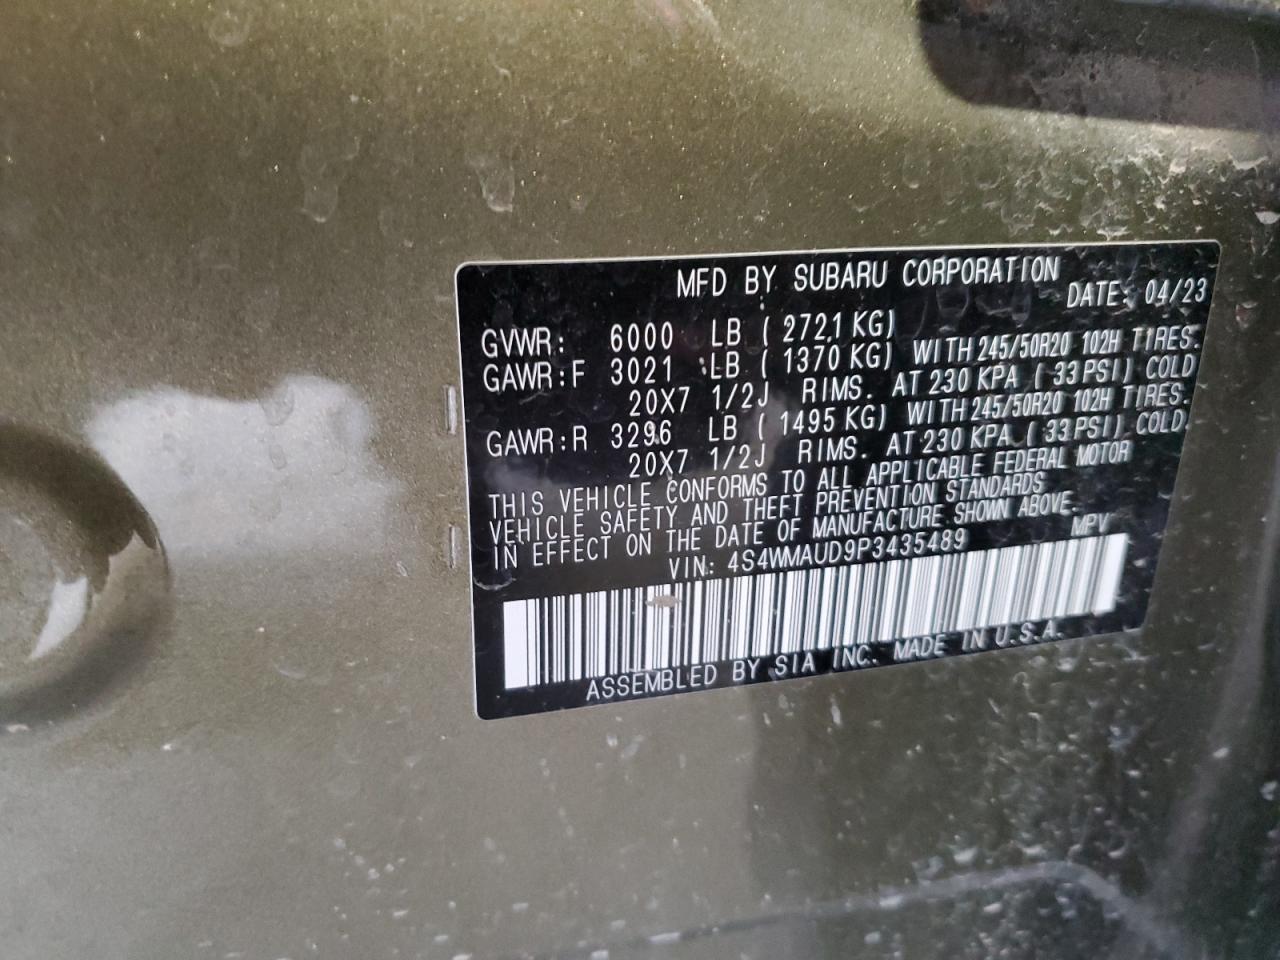 MFD BY SUBARU CORPORATION
DATE: 04/23
GVWR: 6000 LB ( 2721 KG)
GAWR:F 3021 LB ( 1370 KG) WITH 245/50R20 102H TIRES.
20X7 1/2J RIMS. AT 230 KPA ( 33 PSI) COLD
GAWR:R 3296 LB ( 1495 KG) WITH 245/50R20 102H TIRES.
20X7 1/2J RIMS. AT 230 KPA ( 33 PSI) COLD.
THIS VEHICLE CONFORMS TO ALL APPLICABLE FEDERAL MOTOR
VEHICLE SAFETY AND THEFT PREVENTION STANDARDS
IN EFFECT ON THE DATE OF MANUFACTURE SHOWN ABOVE.
VIN: 4S4WMAUD9P3435489 MPV
ASSEMBLED BY SIA INC. MADE IN U.S.A.